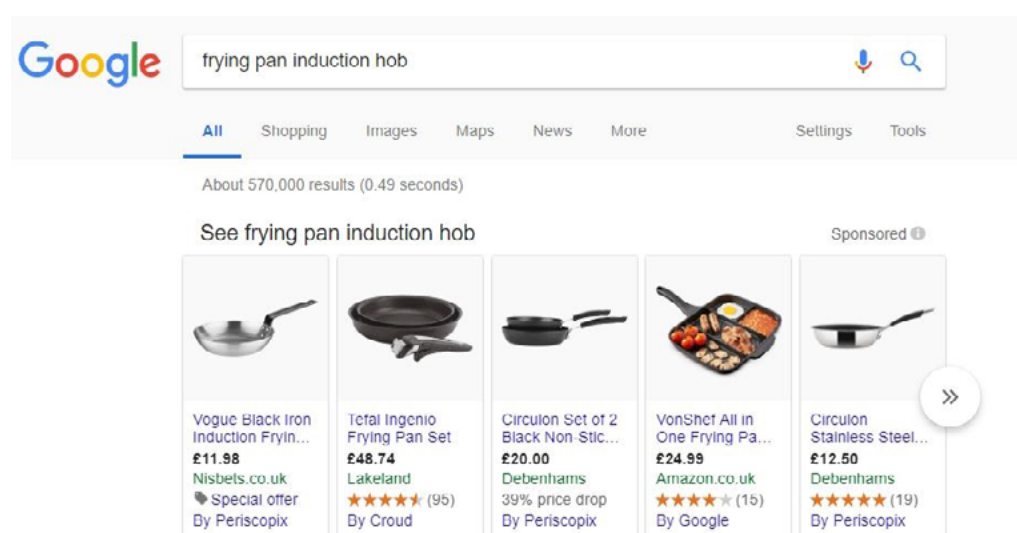 Google
frying pan induction hob
All Shopping Images Maps News More Settings Tools
About 570,000 results (0.49 seconds)
See frying pan induction hob
Sponsored
Vogue Black Iron
Induction Fryin...
£11.98
Nisbets.co.uk
Special offer
By Periscopix
Tefal Ingenio
Frying Pan Set
£48.74
Lakeland
(95)
By Croud
Circulon Set of 2
Black Non-Stic...
£20.00
Debenhams
39% price drop
By Periscopix
VonShef All in
One Frying Pa...
£24.99
Amazon.co.uk
(15)
By Google
Circulon
Stainless Steel...
£12.50
Debenhams
(19)
By Periscopix